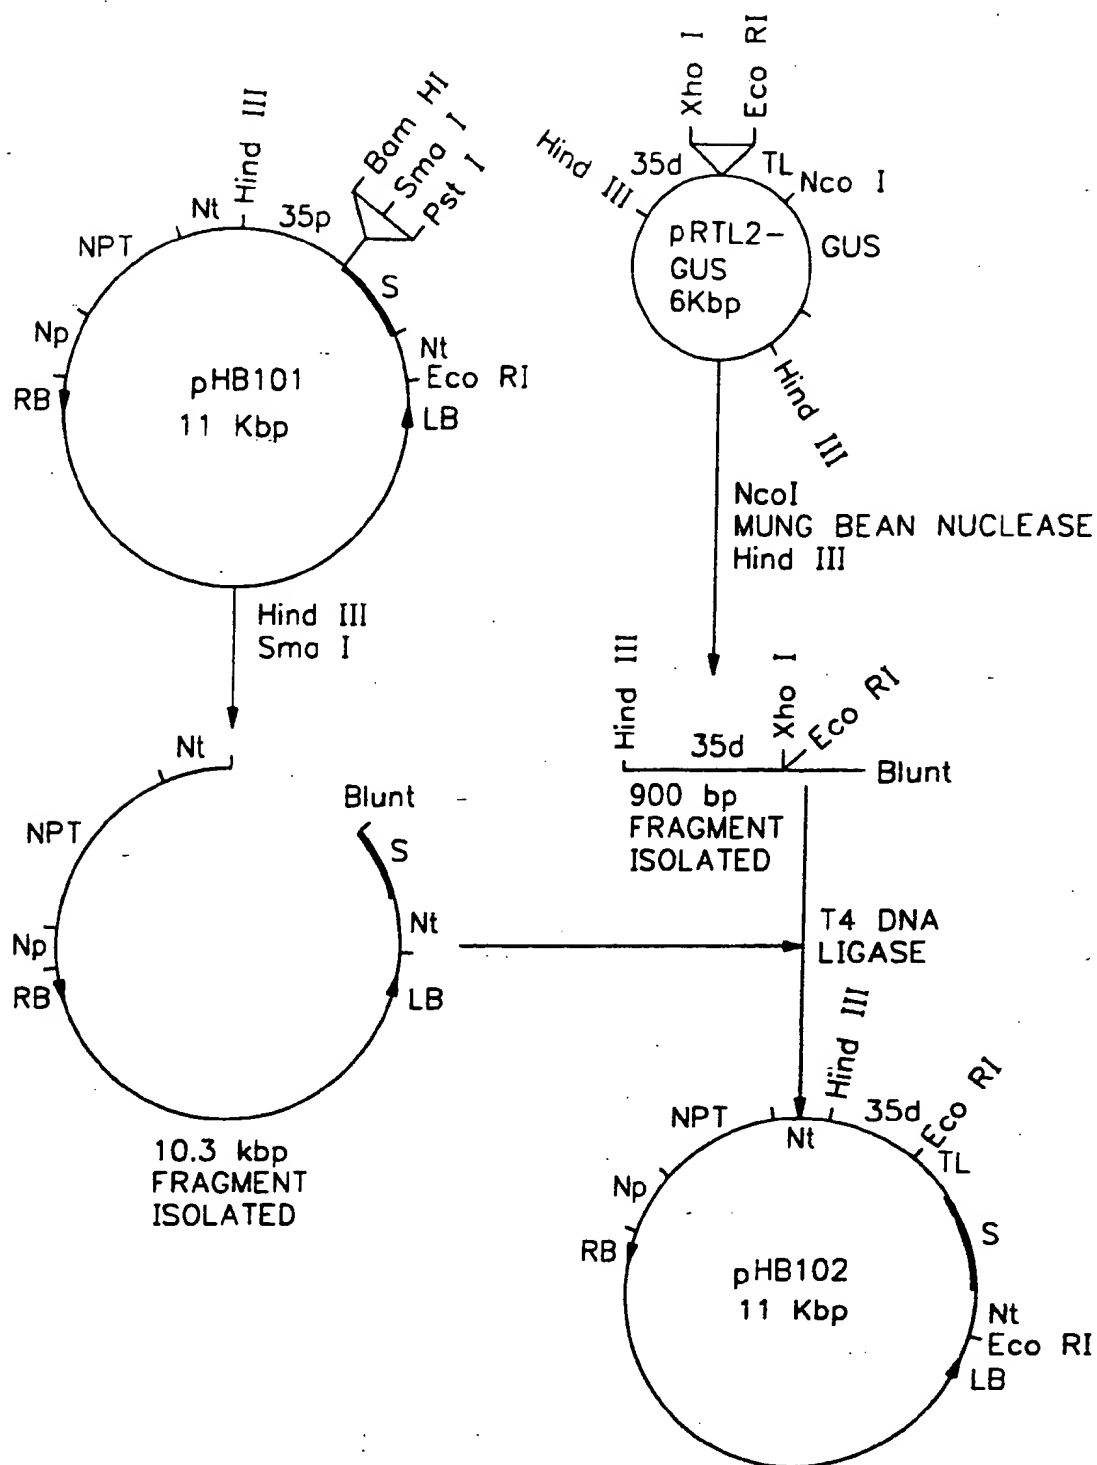 Hind III
Bam HI
Sma I
Pst I
Nt
35p
NPT
S
Np
Nt
pHB101
11 Kbp
Eco RI
RB
LB
Xho I
Eco RI
Hind III
35d
TL
Nco I
pRTL2-
GUS
6Kbp
GUS
Hind III
NcoI
MUNG BEAN NUCLEASE
Hind III
Hind III
Sma I
Nt
Blunt
NPT
S
Np
Nt
RB
LB
10.3 kbp
FRAGMENT
ISOLATED
Hind III
35d
Xho I
Eco RI
Blunt
900 bp
FRAGMENT
ISOLATED
T4 DNA
LIGASE
Hind III
NPT
Nt
35d
Eco RI
TL
Np
S
RB
pHB102
11 Kbp
Nt
Eco RI
LB